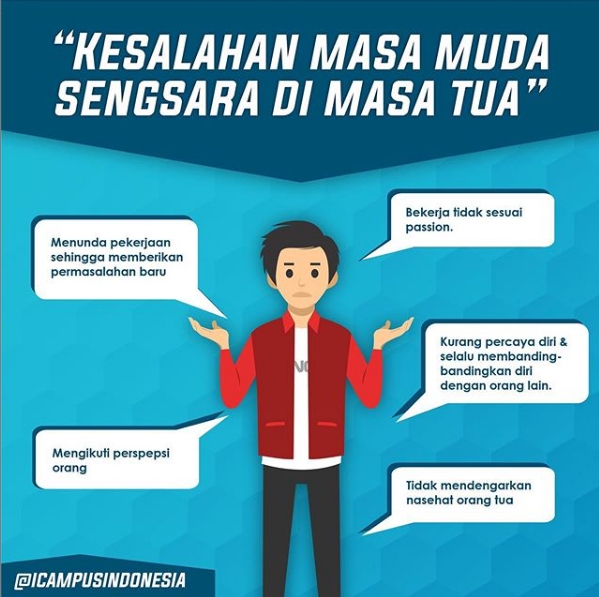 “KESALAHAN MASA MUDA
SENGSARA DI MASA TUA”
Menunda pekerjaan
sehingga memberikan
permasalahan baru
Bekerja tidak sesuai
passion.
Kurang percaya diri &
selalu membanding-
bandingkan diri
dengan orang lain.
Mengikuti perspepsi
orang
Tidak mendengarkan
nasehat orang tua
@ICAMPUSINDONESIA